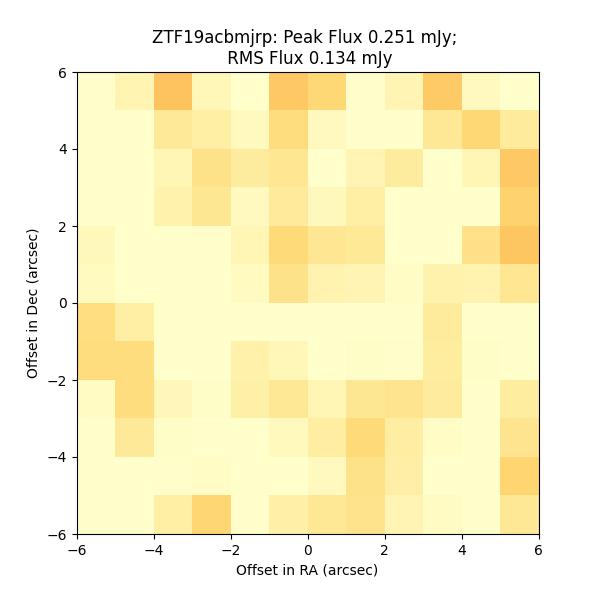 ZTF19acbmjrp: Peak Flux 0.251 mJy;
RMS Flux 0.134 mJy
6
4
2
0
−2
−4
−6
Offset in Dec (arcsec)
−6 −4 −2 0 2 4 6
Offset in RA (arcsec)